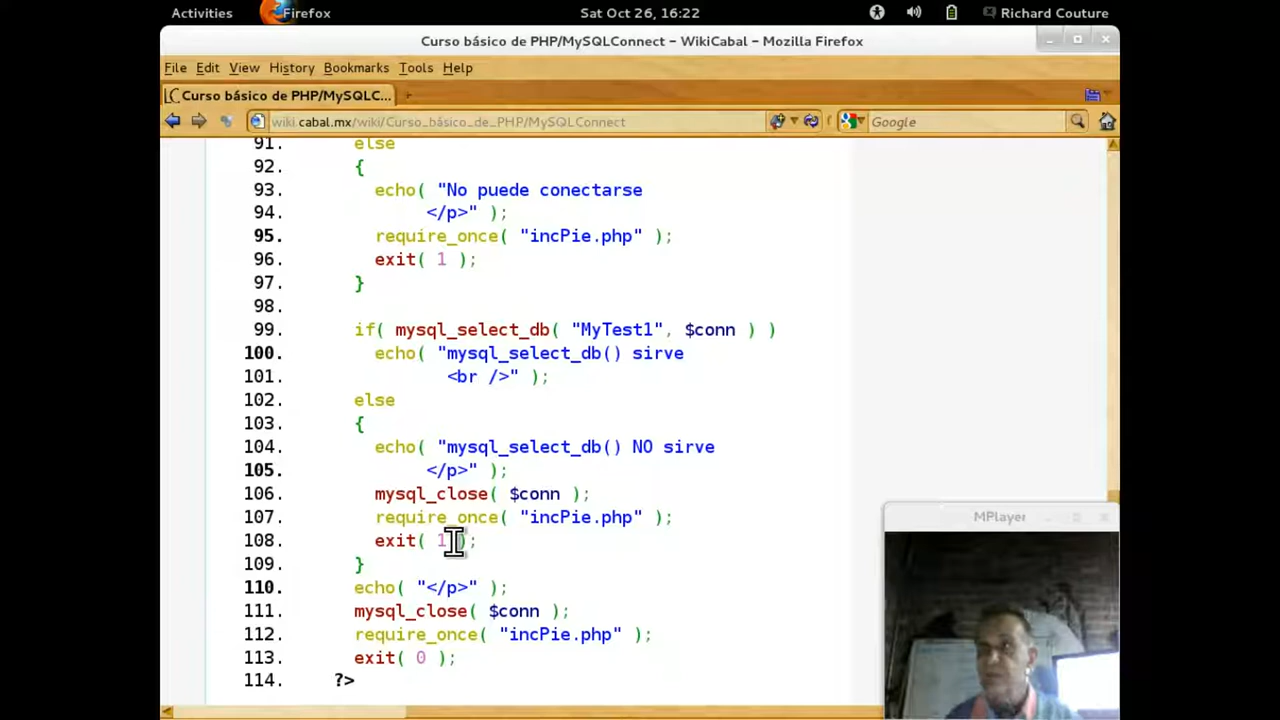 Activities Firefox Sat Oct 26, 16:22 Richard Couture
Curso básico de PHP/MySQLConnect – WikiCabal – Mozilla Firefox
File Edit View History Bookmarks Tools Help
Curso básico de PHP/MySQLC...
wiki.cabal.mx/wiki/Curso_básico_de_PHP/MySQLConnect Google
91. else
92. {
93. echo( "No puede conectarse
94. </p>" );
95. require_once( "incPie.php" );
96. exit( 1 );
97. }
98.
99. if( mysql_select_db( "MyTest1", $conn ) )
100. echo( "mysql_select_db() sirve
101. <br />" );
102. else
103. {
104. echo( "mysql_select_db() NO sirve
105. </p>" );
106. mysql_close( $conn );
107. require_once( "incPie.php" );
108. exit( 1 );
109. }
110. echo( "</p>" );
111. mysql_close( $conn );
112. require_once( "incPie.php" );
113. exit( 0 );
114. ?>
MPlayer